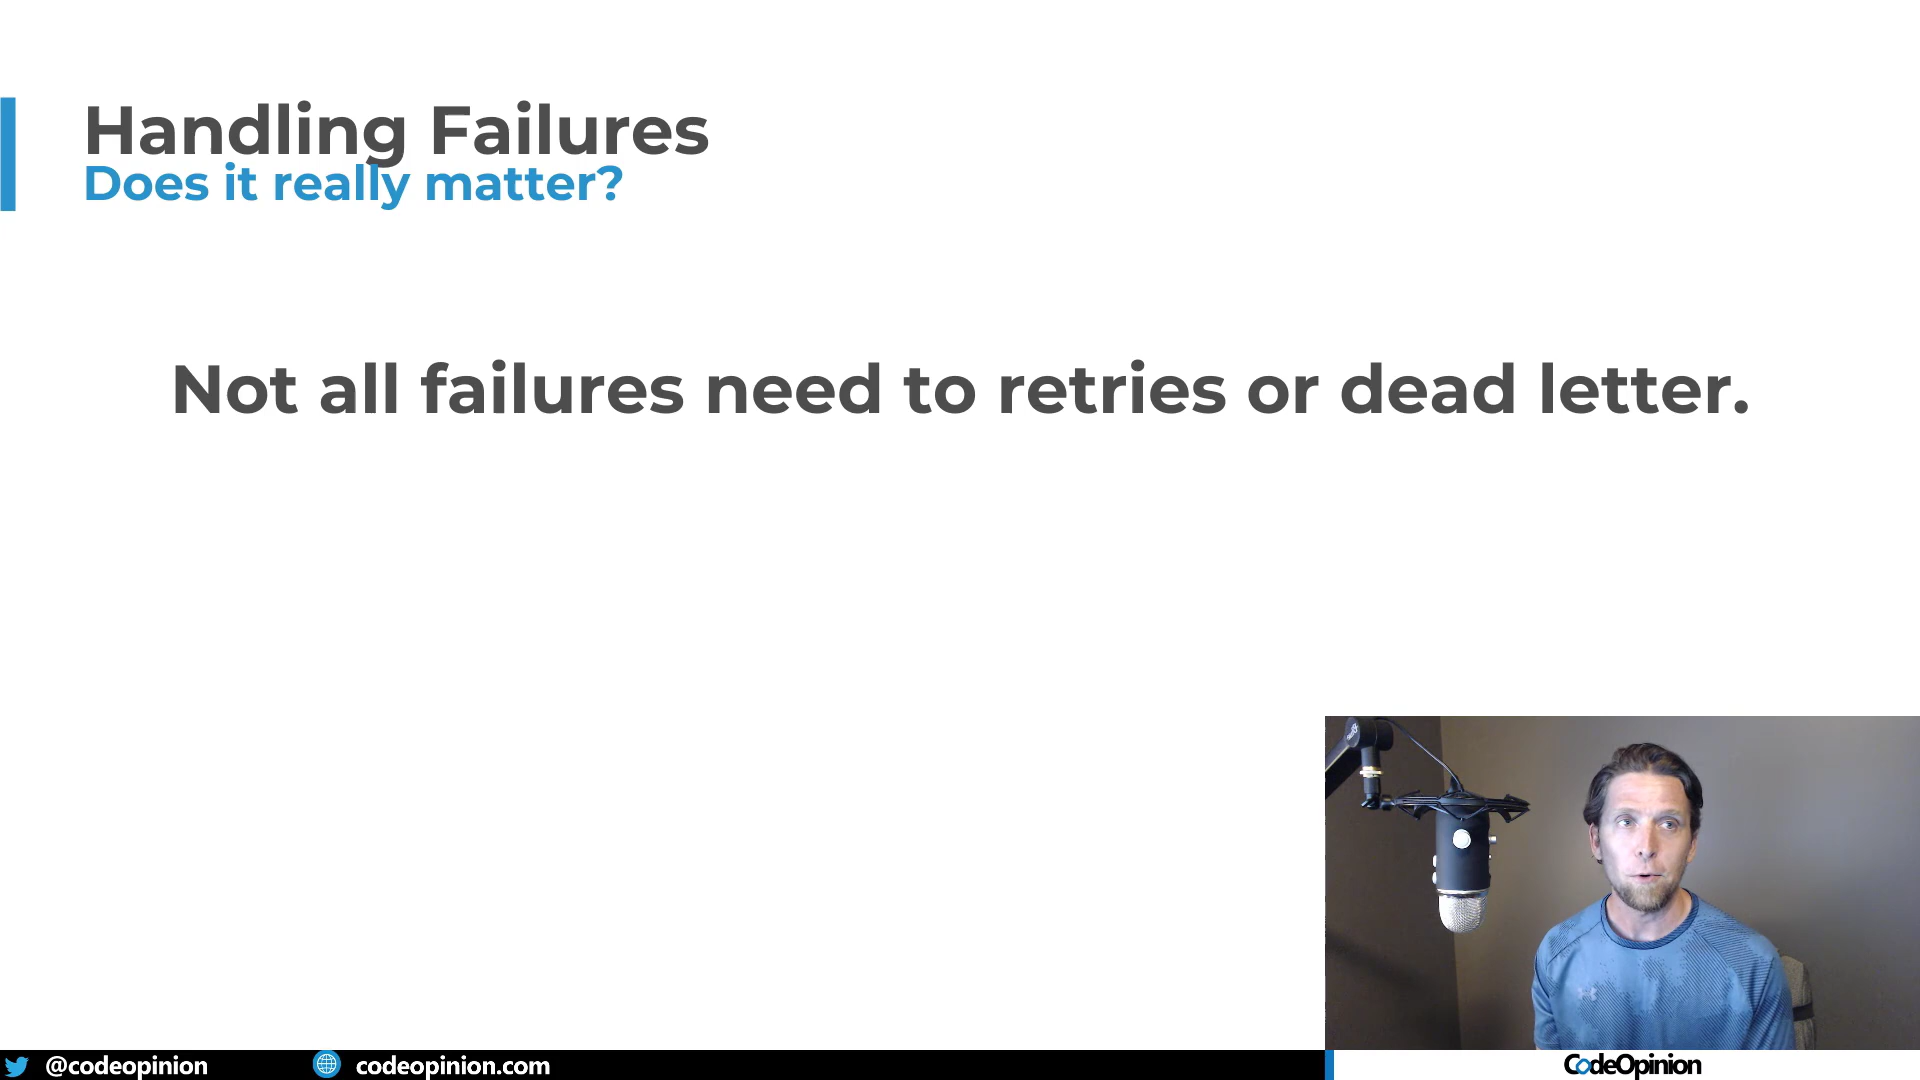 Handling Failures
Does it really matter?
Not all failures need to retries or dead letter.
@codeopinion
codeopinion.com
CodeOpinion